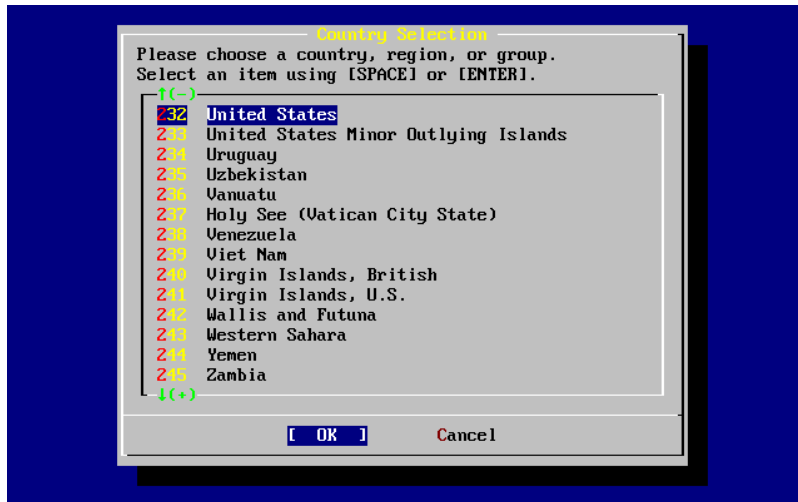 Country Selection
Please choose a country, region, or group.
Select an item using [SPACE] or [ENTER].
↑(-)
232 United States
233 United States Minor Outlying Islands
234 Uruguay
235 Uzbekistan
236 Vanuatu
237 Holy See (Vatican City State)
238 Venezuela
239 Viet Nam
240 Virgin Islands, British
241 Virgin Islands, U.S.
242 Wallis and Futuna
243 Western Sahara
244 Yemen
245 Zambia
↓(+)
[ OK ] Cancel